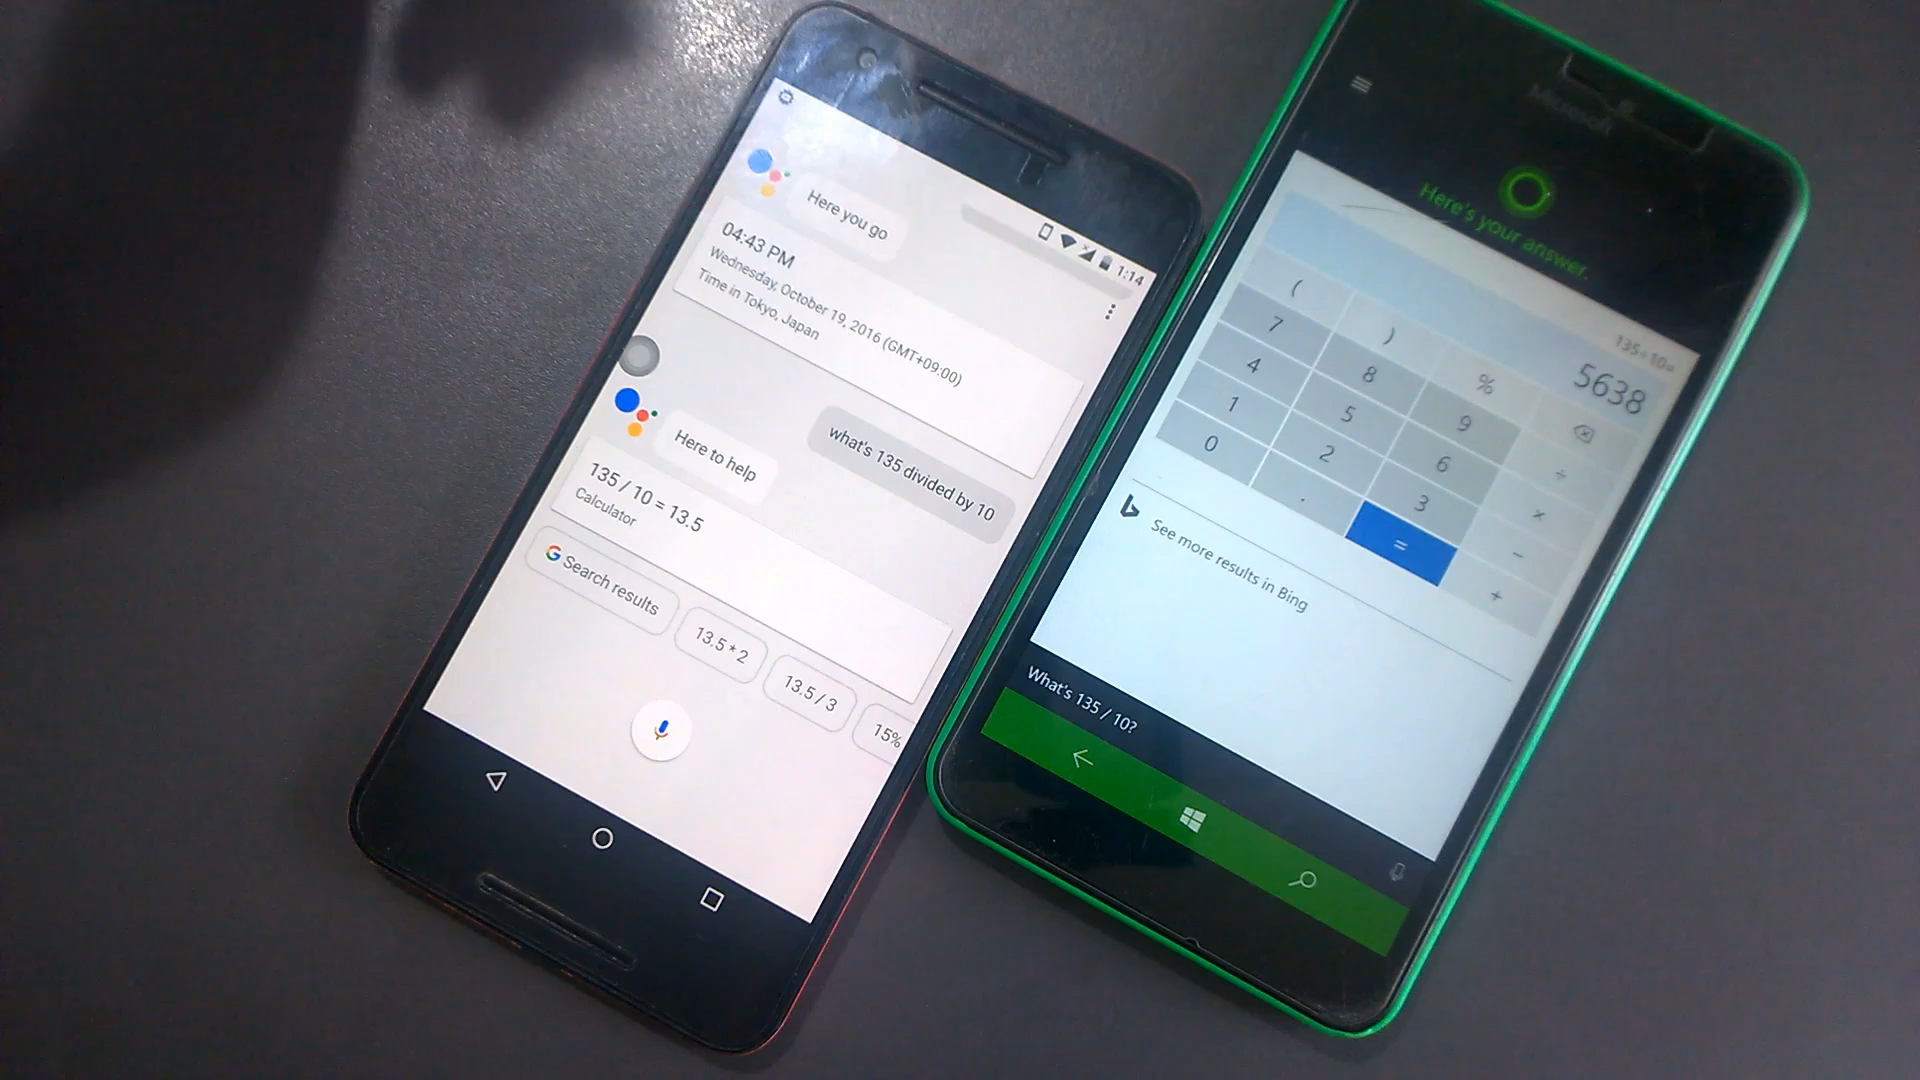 1:14
Here you go
04:43 PM
Wednesday, October 19, 2016 (GMT+09:00)
Time in Tokyo, Japan
what's 135 divided by 10
Here to help
135 / 10 = 13.5
Calculator
G Search results
13.5 * 2
13.5 / 3
15%
Microsoft
Here's your answer.
135÷10=
5638
( ) %
7 8 9 ÷
4 5 6 ×
1 2 3 −
0 . = +
See more results in Bing
What's 135 / 10?